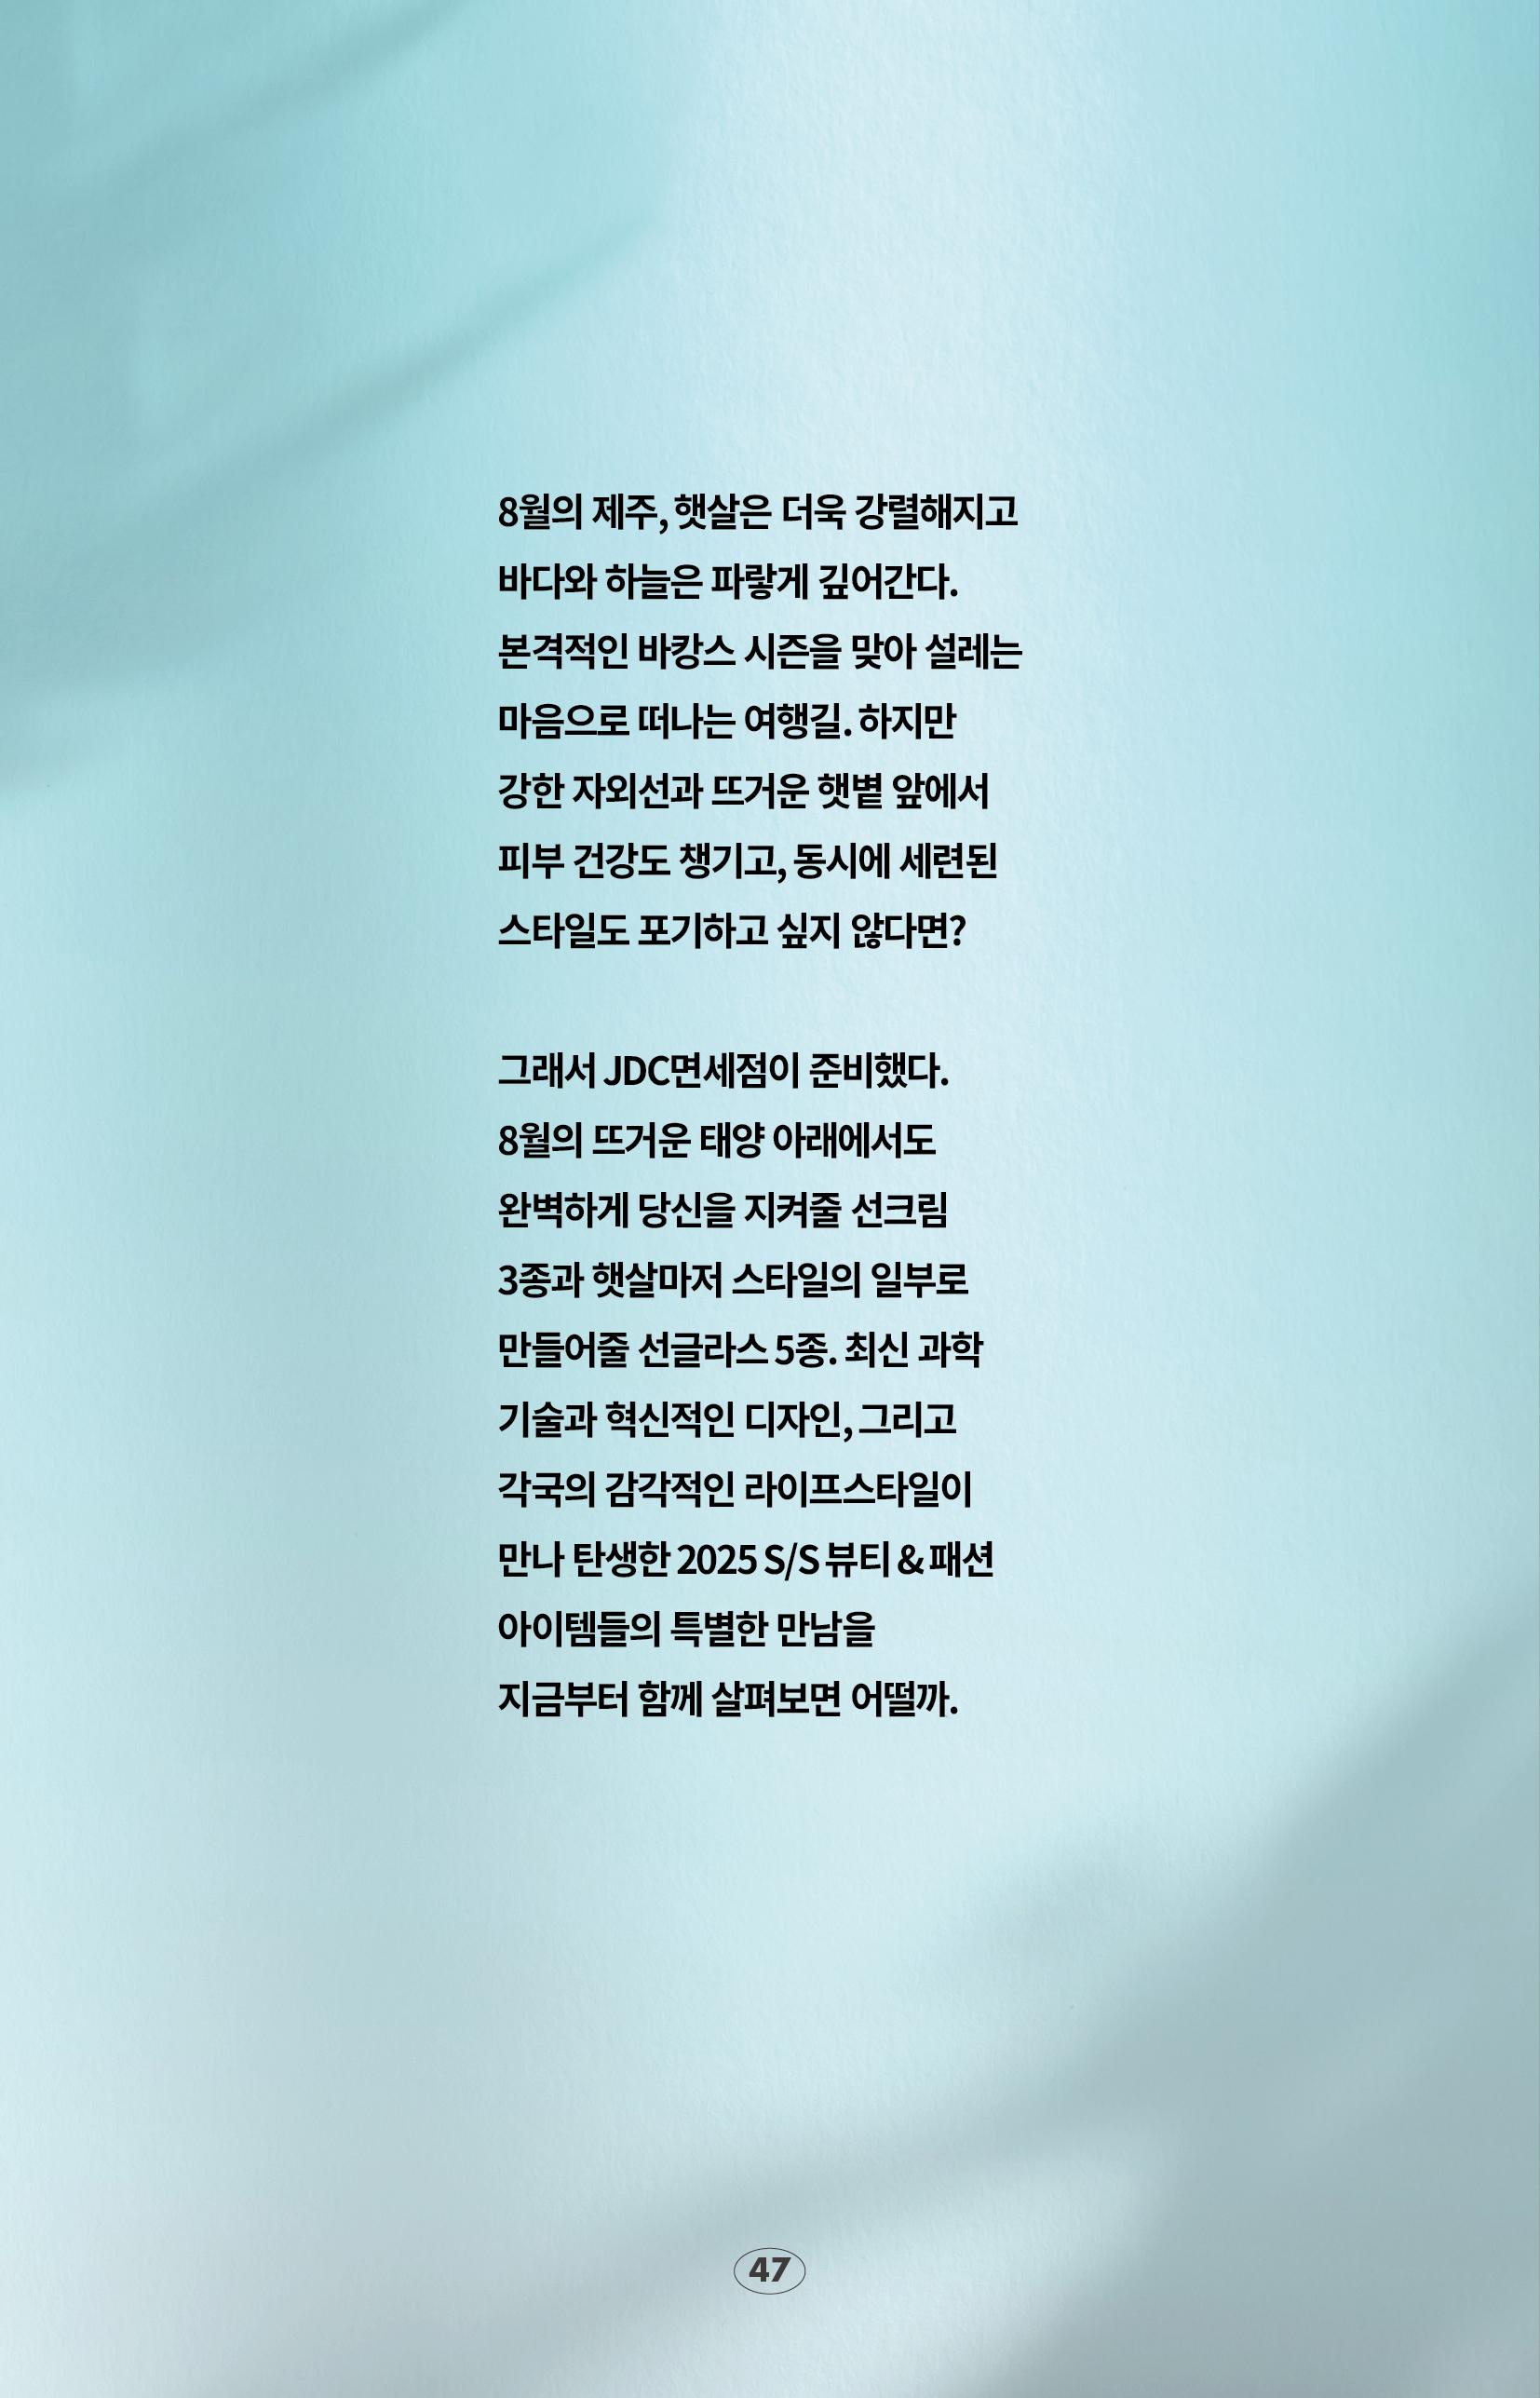 8월의 제주, 햇살은 더욱 강렬해지고
바다와 하늘은 파랗게 깊어간다.
본격적인 바캉스 시즌을 맞아 설레는
마음으로 떠나는 여행길. 하지만
강한 자외선과 뜨거운 햇볕 앞에서
피부 건강도 챙기고, 동시에 세련된
스타일도 포기하고 싶지 않다면?
그래서 JDC면세점이 준비했다.
8월의 뜨거운 태양 아래에서도
완벽하게 당신을 지켜줄 선크림
3종과 햇살마저 스타일의 일부로
만들어줄 선글라스 5종. 최신 과학
기술과 혁신적인 디자인, 그리고
각국의 감각적인 라이프스타일이
만나 탄생한 2025 S/S 뷰티 & 패션
아이템들의 특별한 만남을
지금부터 함께 살펴보면 어떨까.
47